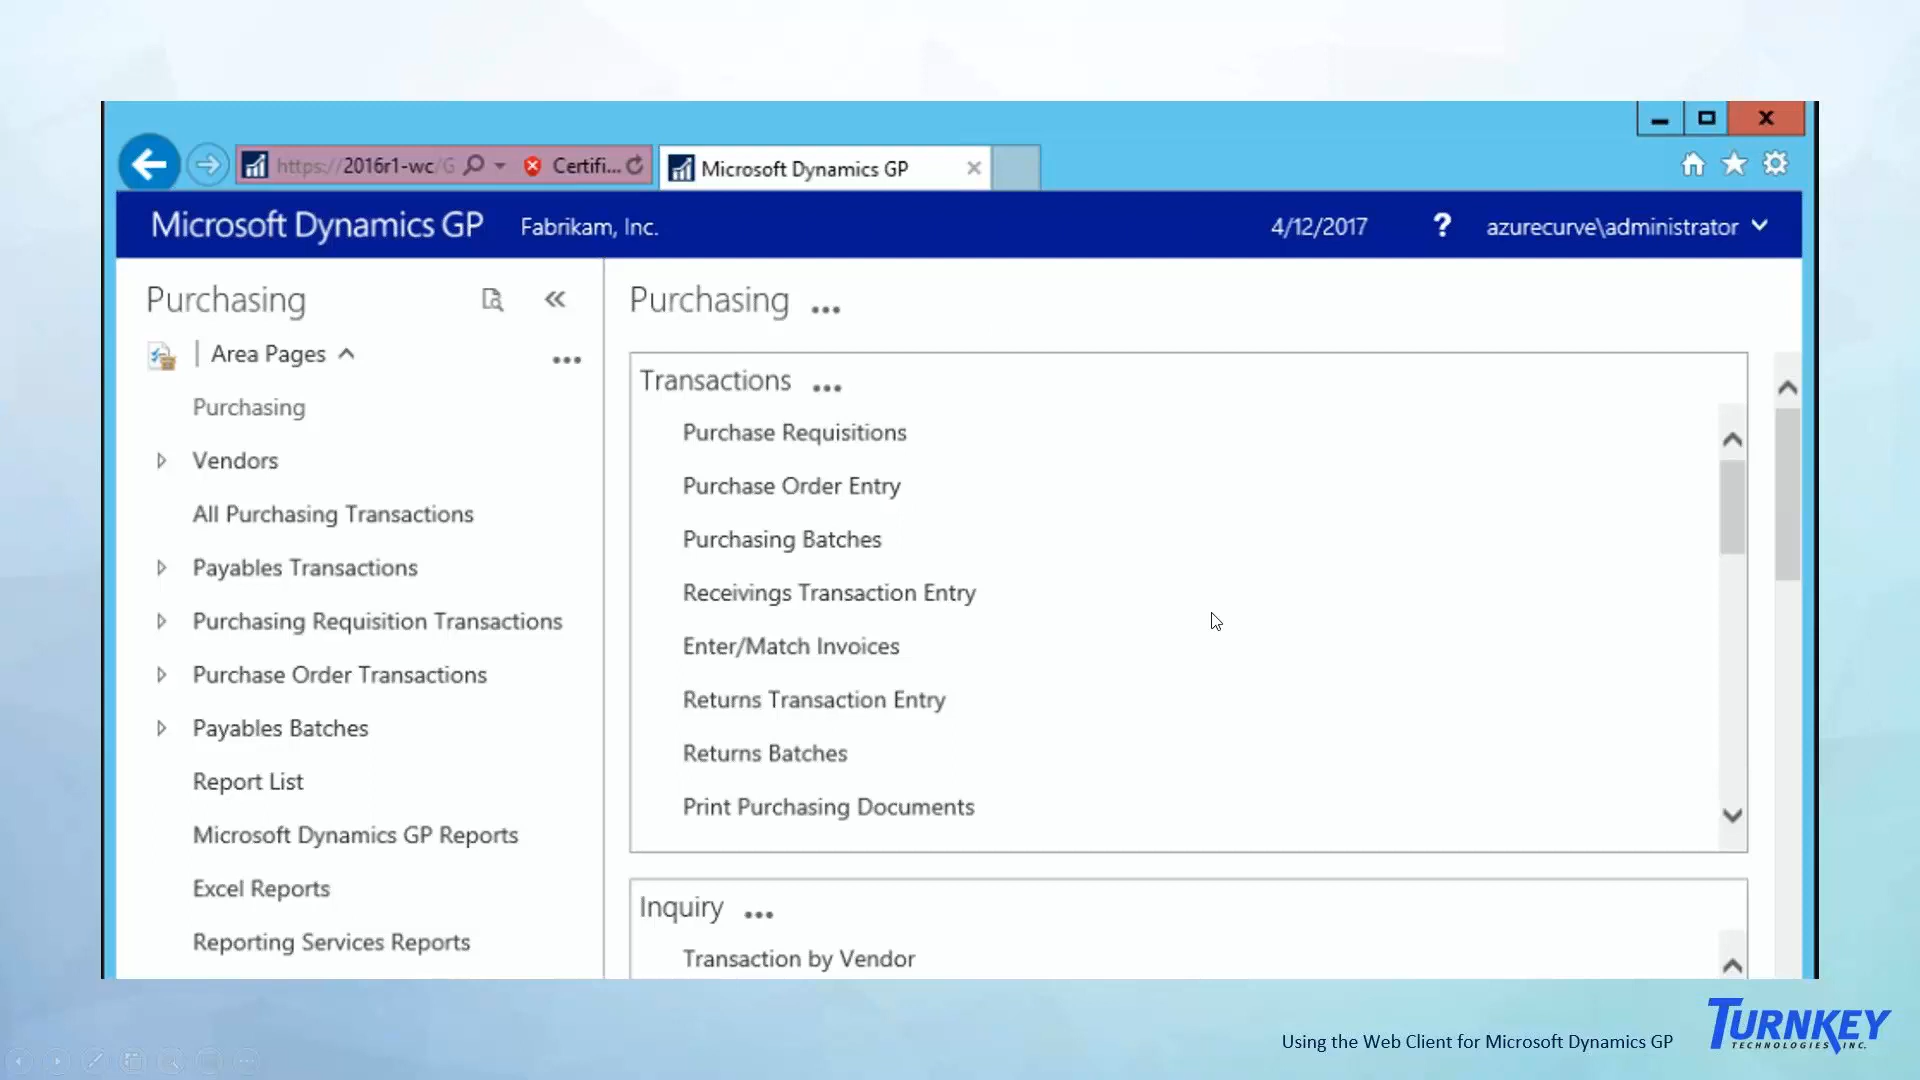 https://2016r1-wc/G
Certifi...
Microsoft Dynamics GP
Microsoft Dynamics GP
Fabrikam, Inc.
4/12/2017
?
azurecurve\administrator
Purchasing
Area Pages
Purchasing
Vendors
All Purchasing Transactions
Payables Transactions
Purchasing Requisition Transactions
Purchase Order Transactions
Payables Batches
Report List
Microsoft Dynamics GP Reports
Excel Reports
Reporting Services Reports
Purchasing ...
Transactions ...
Purchase Requisitions
Purchase Order Entry
Purchasing Batches
Receivings Transaction Entry
Enter/Match Invoices
Returns Transaction Entry
Returns Batches
Print Purchasing Documents
Inquiry ...
Transaction by Vendor
Using the Web Client for Microsoft Dynamics GP
TURNKEY
TECHNOLOGIES, INC.